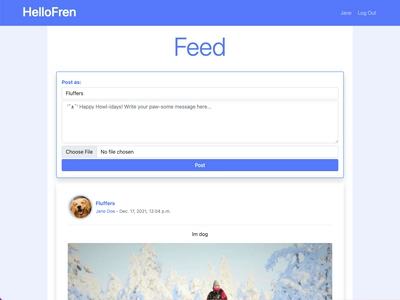 HelloFren
Jane Log Out
Feed
Post as:
Fluffers
Happy Howl-idays! Write your paw-some message here...
Choose File No file chosen
Post
Fluffers
Jane Doe - Dec. 17, 2021, 12:04 p.m.
Im dog